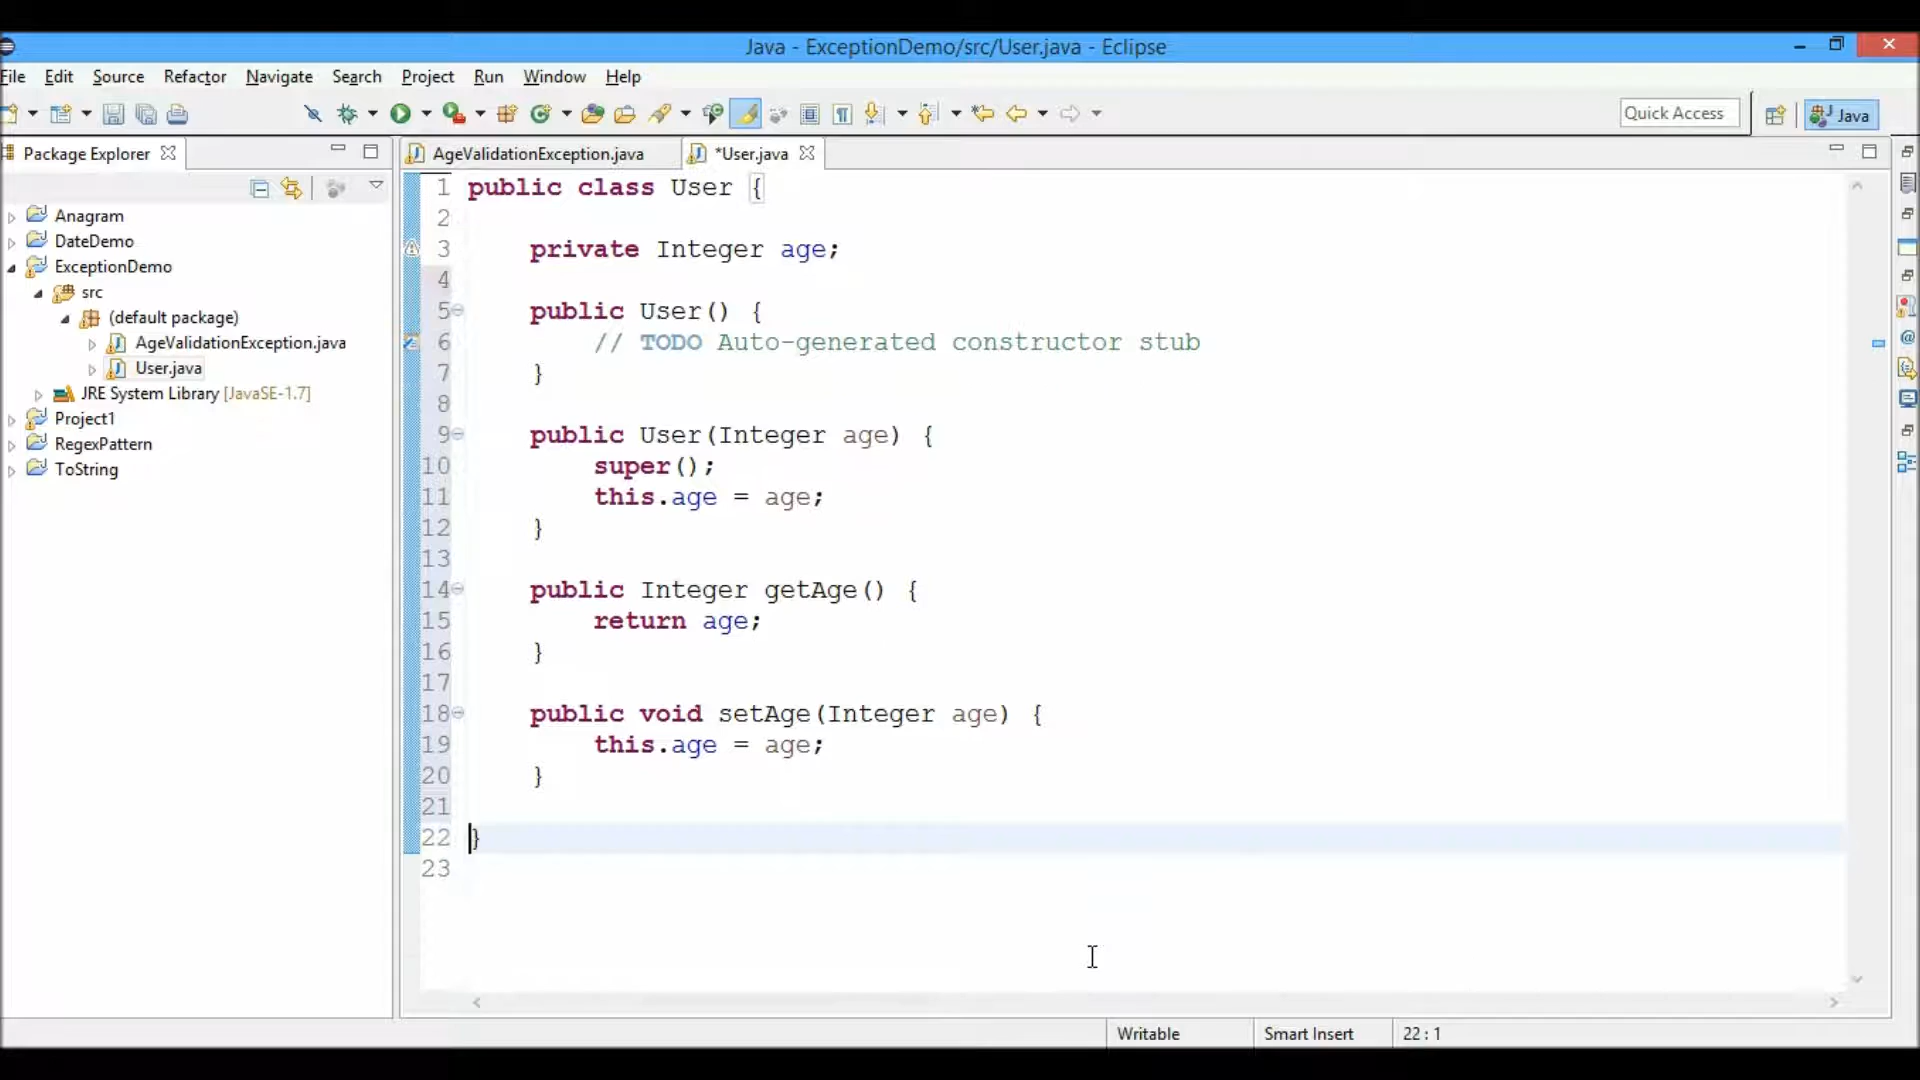 Java - ExceptionDemo/src/User.java - Eclipse
File Edit Source Refactor Navigate Search Project Run Window Help
Quick Access
Java
Package Explorer
AgeValidationException.java
*User.java
Anagram
DateDemo
ExceptionDemo
src
(default package)
AgeValidationException.java
User.java
JRE System Library [JavaSE-1.7]
Project1
RegexPattern
ToString
1 public class User {
2
3 private Integer age;
4
5 public User() {
6 // TODO Auto-generated constructor stub
7 }
8
9 public User(Integer age) {
10 super();
11 this.age = age;
12 }
13
14 public Integer getAge() {
15 return age;
16 }
17
18 public void setAge(Integer age) {
19 this.age = age;
20 }
21
22 }
23
Writable
Smart Insert
22 : 1